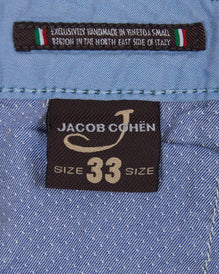 EXCLUSIVELY HANDMADE IN VENETO A SMALL
REGION IN THE NORTH EAST SIDE OF ITALY
J
JACOB COHËN
SIZE 33 SIZE